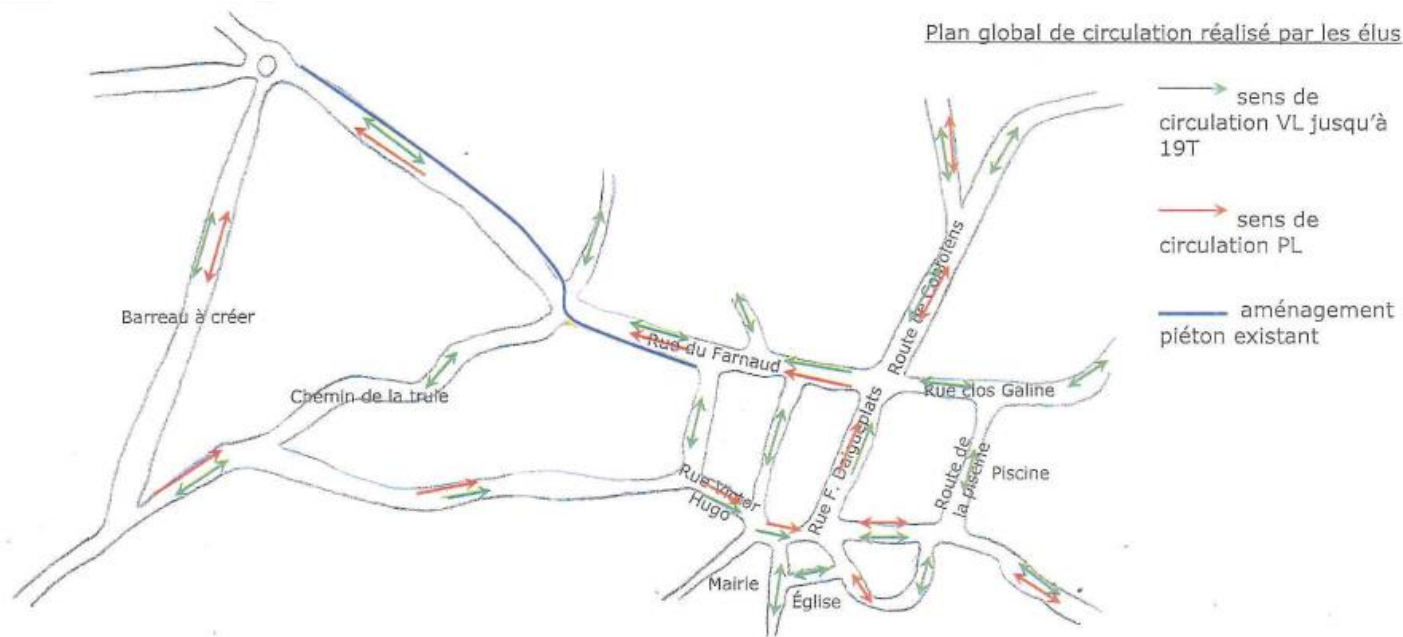 Plan global de circulation réalisé par les élus
sens de
circulation VL jusqu'à
19T
sens de
circulation PL
aménagement
piéton existant
Barreau à créer
Chemin de la truie
Rue du Farnaud
Route de Confolens
Rue clos Galine
Rue F. Daigueplats
Route de
la piscine
Piscine
Rue Victor
Hugo
Mairie
Église